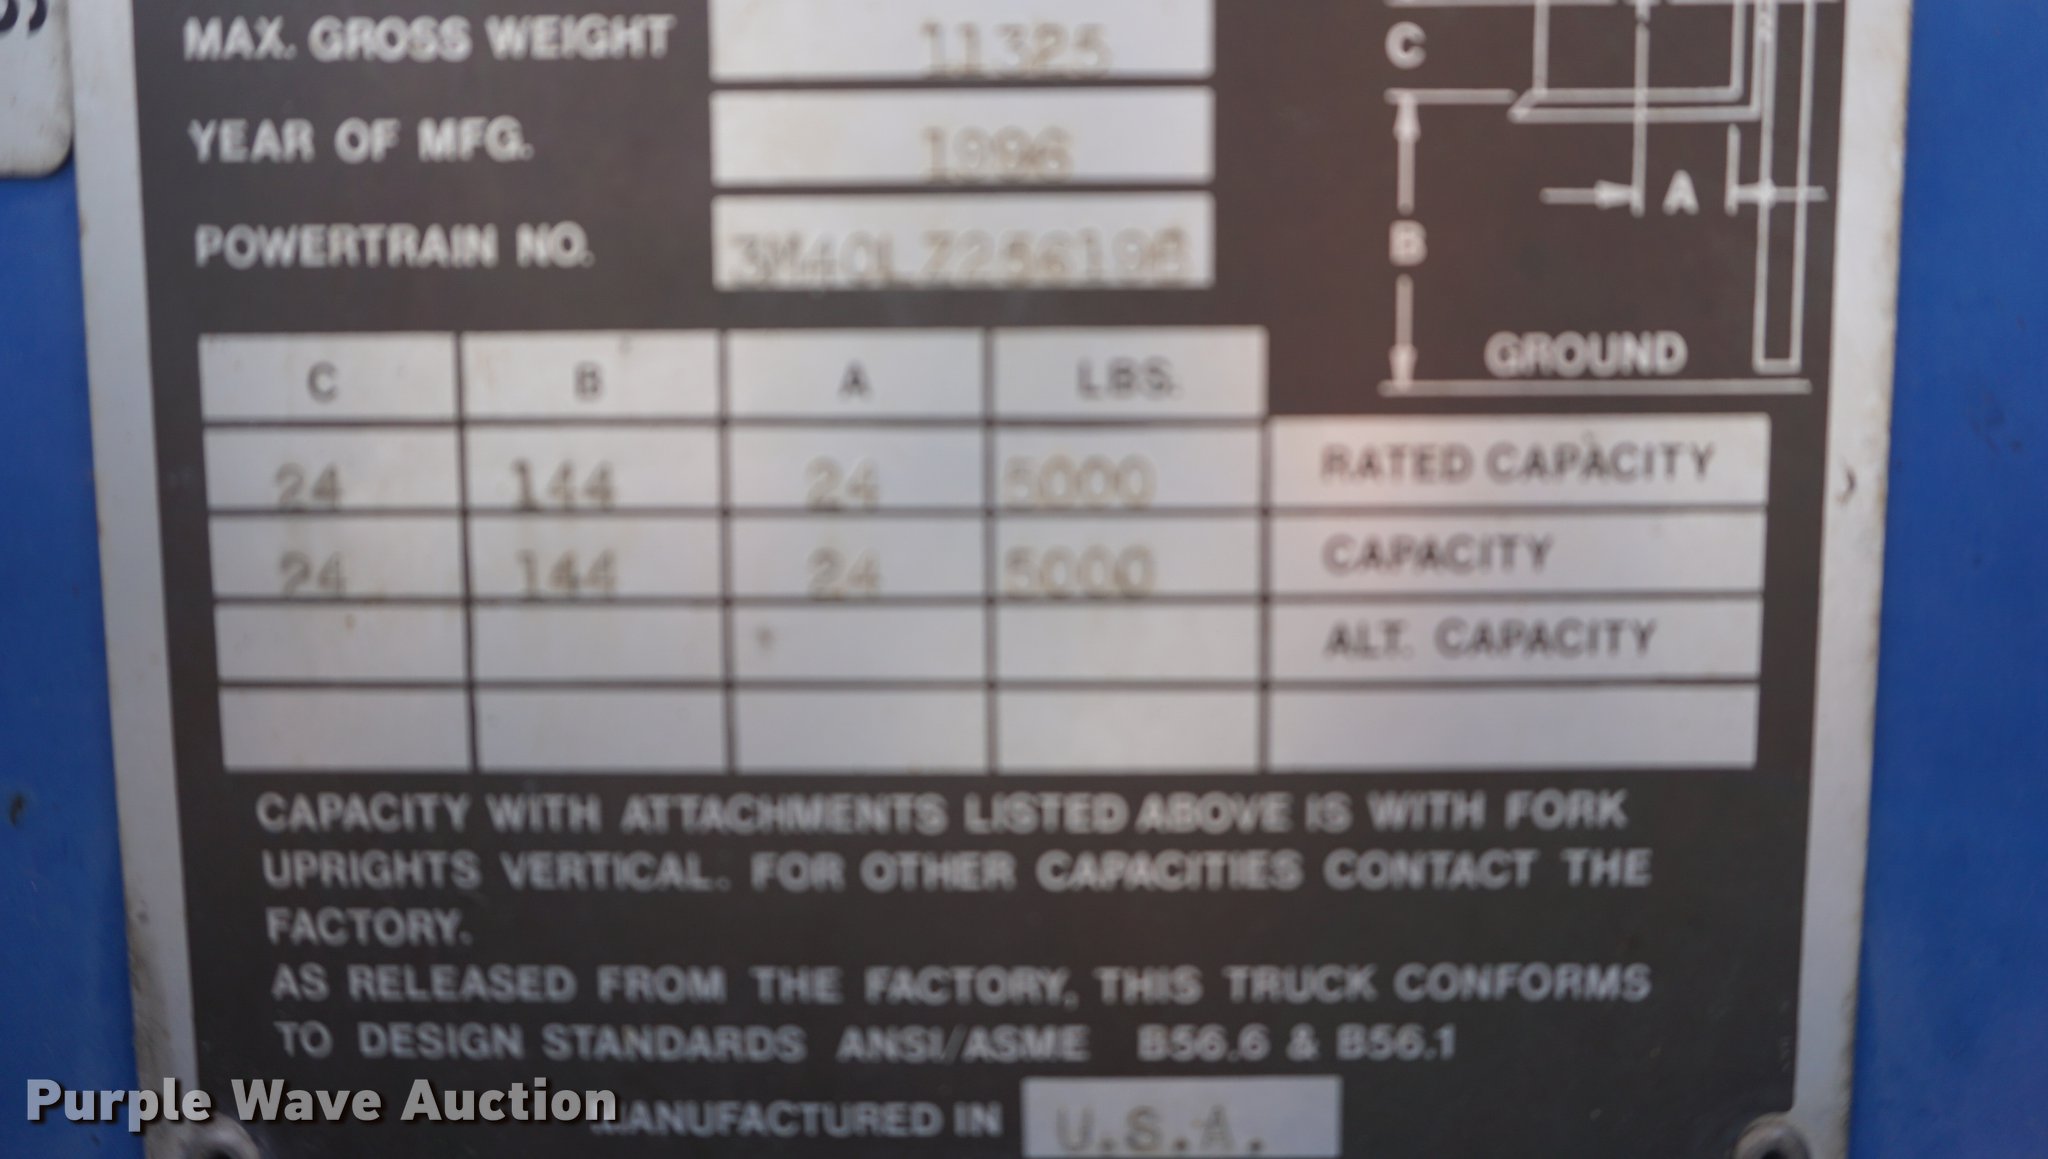 MAX. GROSS WEIGHT 11325
C
YEAR OF MFG. 1996
A
B
POWERTRAIN NO.
GROUND
C B A LBS.
24 144 24 5000 RATED CAPACITY
24 144 24 5000 CAPACITY
ALT. CAPACITY
CAPACITY WITH ATTACHMENTS LISTED ABOVE IS WITH FORK
UPRIGHTS VERTICAL. FOR OTHER CAPACITIES CONTACT THE
FACTORY.
AS RELEASED FROM THE FACTORY, THIS TRUCK CONFORMS
TO DESIGN STANDARDS ANSI/ASME B56.6 & B56.1
MANUFACTURED IN U.S.A.
Purple Wave Auction